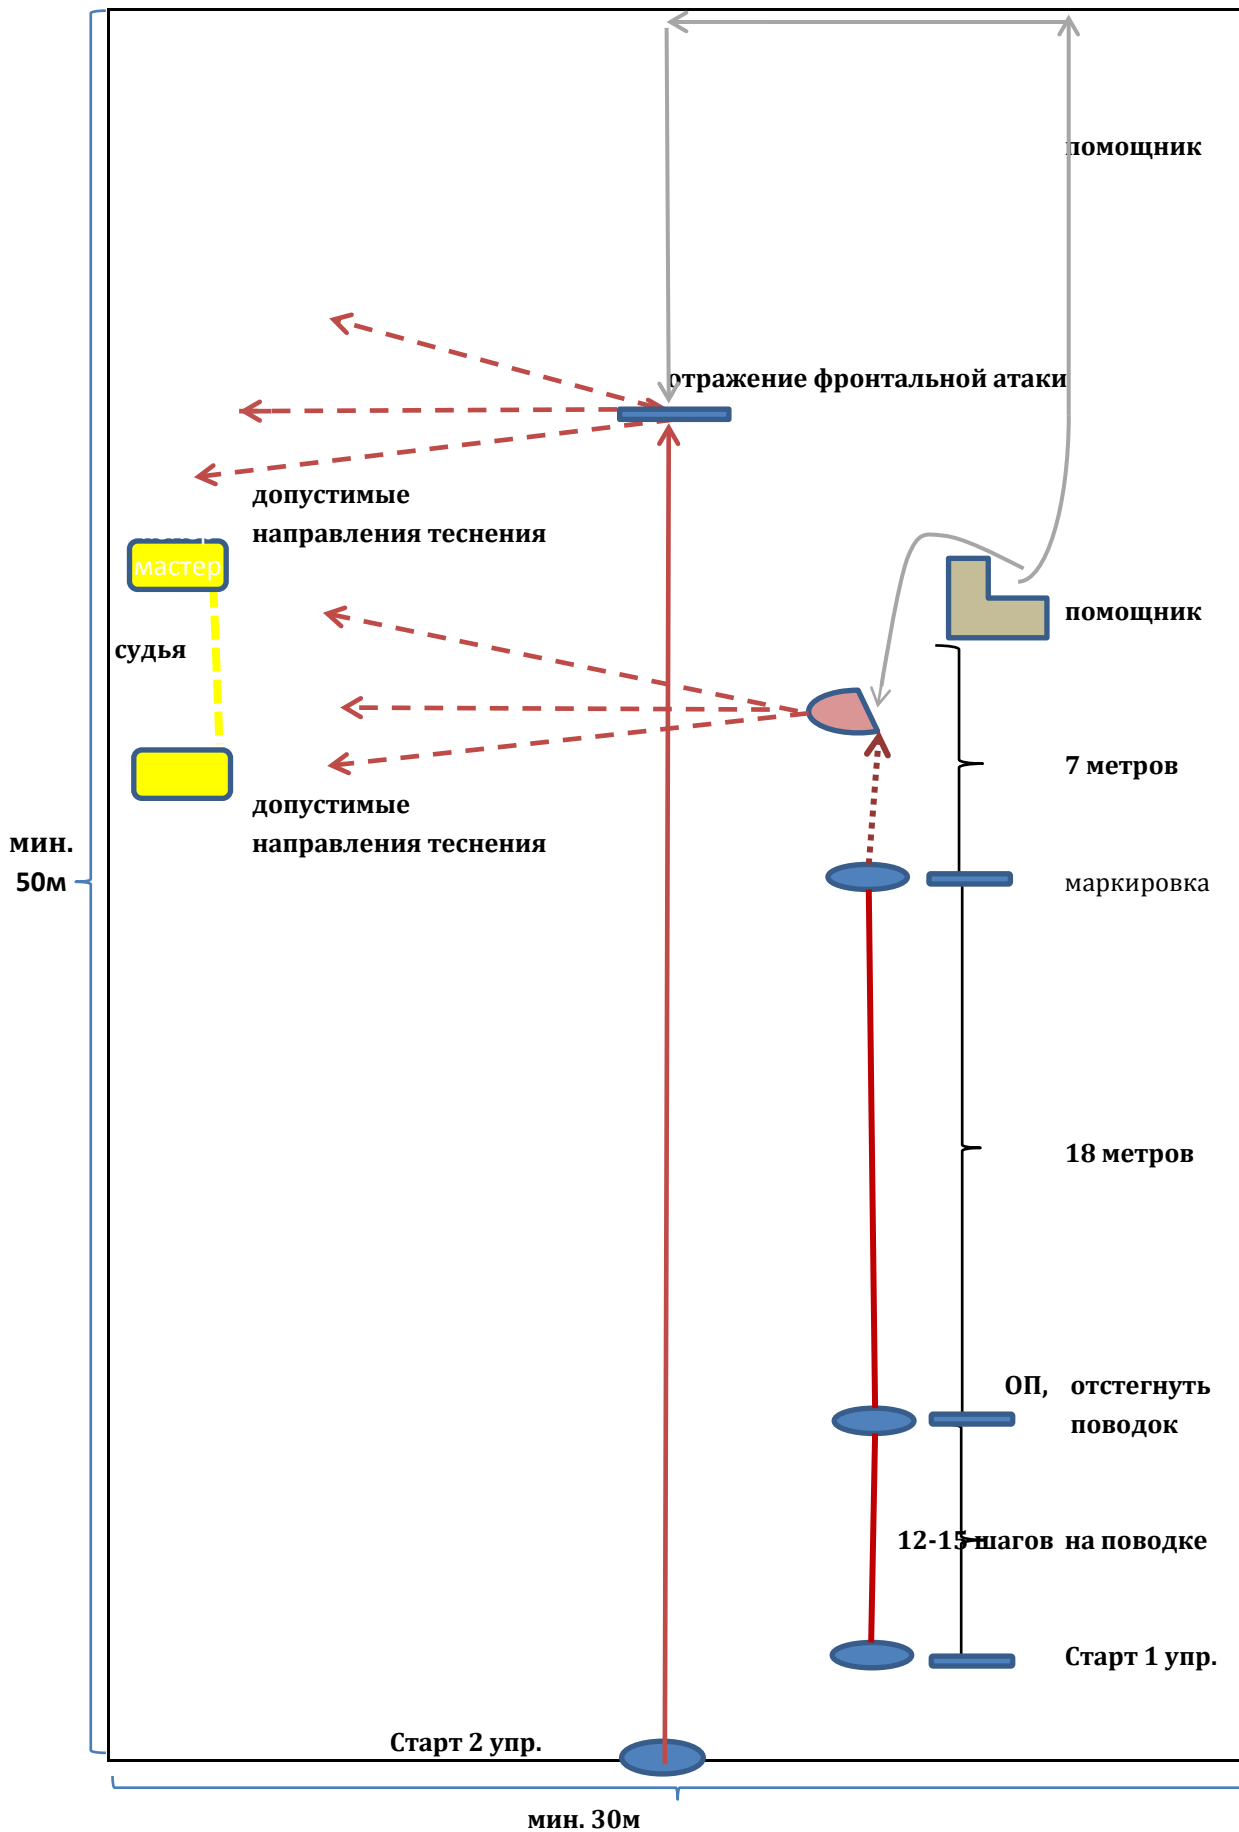 помощник
отражение фронтальной атаки
допустимые
направления теснения
мастер
помощник
судья
7 метров
допустимые
направления теснения
мин.
50м
маркировка
18 метров
ОП, отстегнуть
поводок
12-15 шагов на поводке
Старт 1 упр.
Старт 2 упр.
мин. 30м